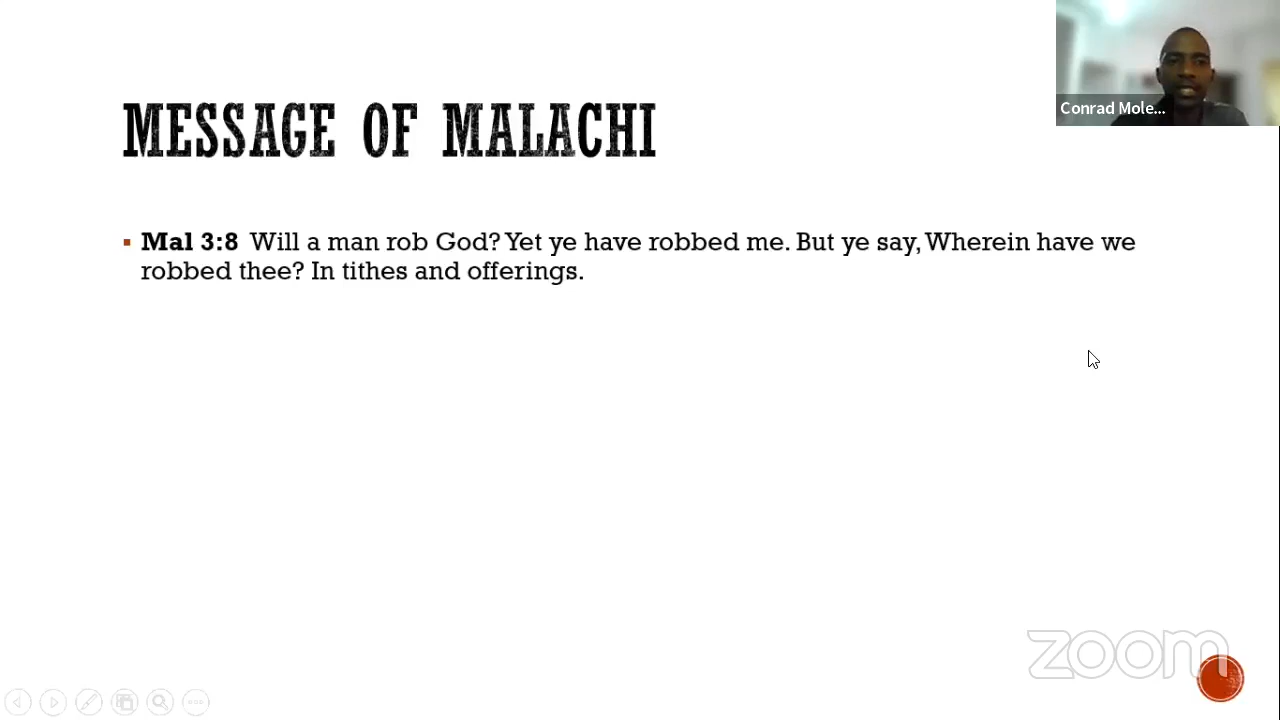 Conrad Mole...
MESSAGE OF MALACHI
▪ Mal 3:8 Will a man rob God? Yet ye have robbed me. But ye say, Wherein have we
robbed thee? In tithes and offerings.
zoom